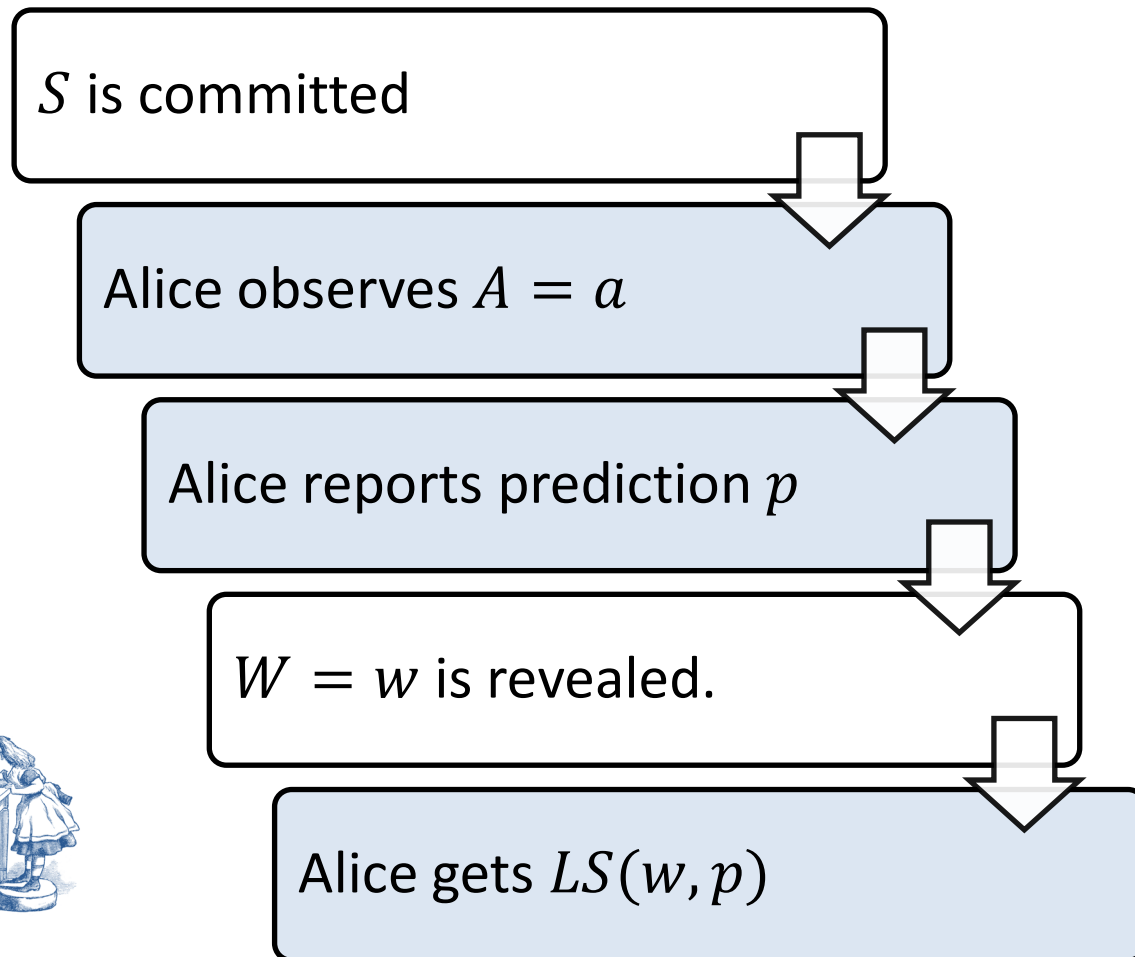 S is committed
Alice observes A = a
Alice reports prediction p
W = w is revealed.
Alice gets LS(w, p)